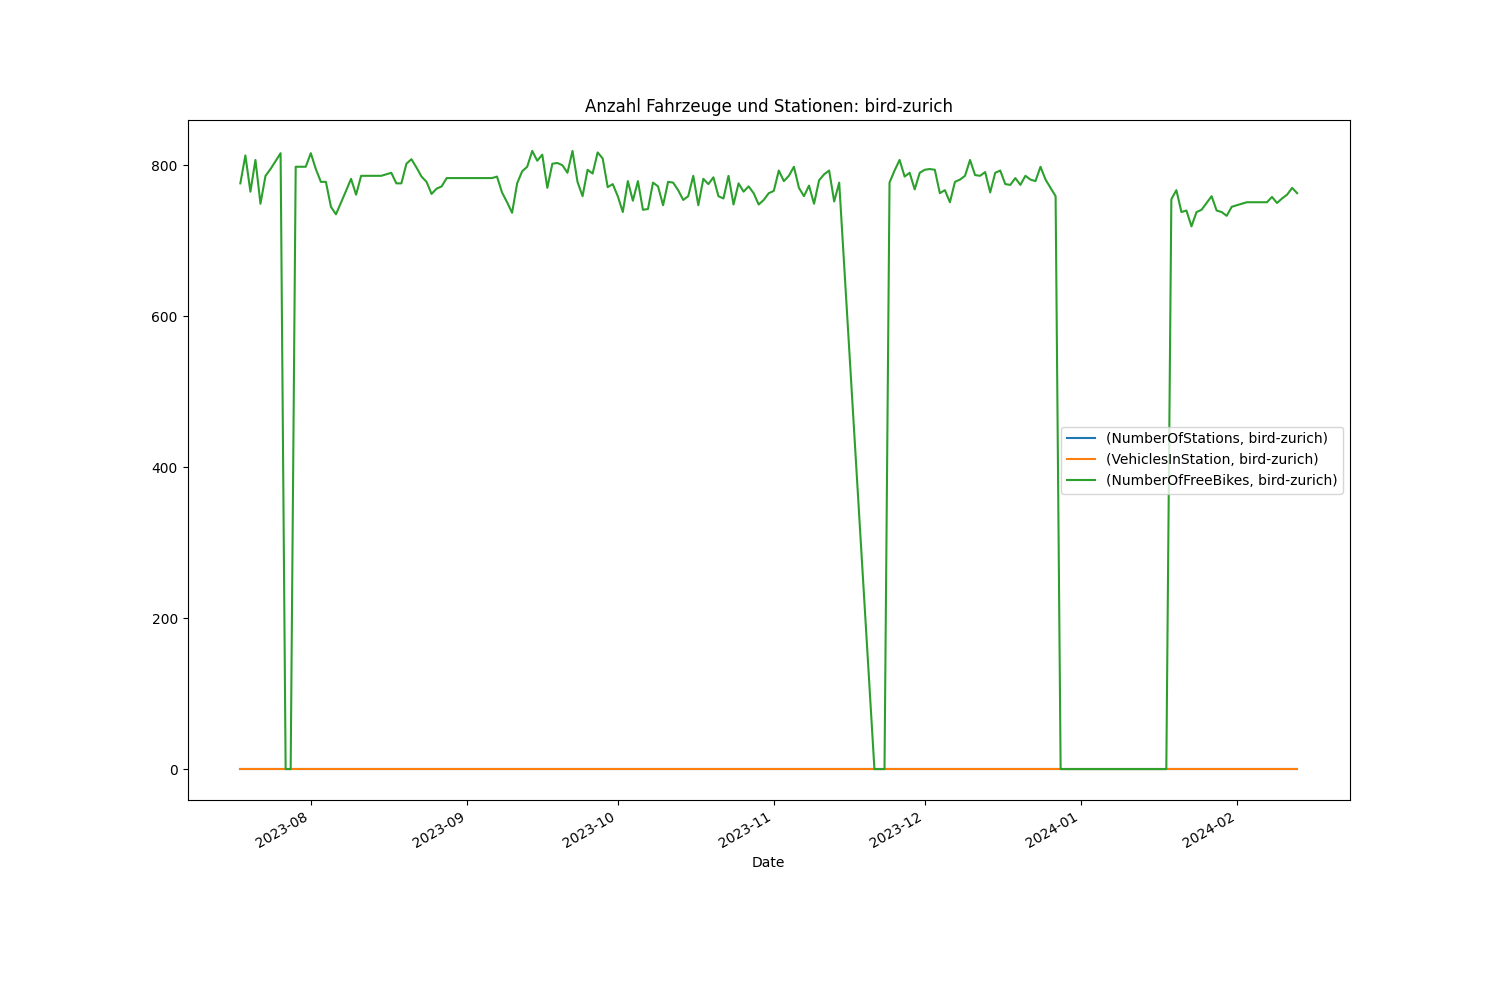 Anzahl Fahrzeuge und Stationen: bird-zurich
800
600
400
200
0
(NumberOfStations, bird-zurich)
(VehiclesInStation, bird-zurich)
(NumberOfFreeBikes, bird-zurich)
2023-08
2023-09
2023-10
2023-11
2023-12
2024-01
2024-02
Date